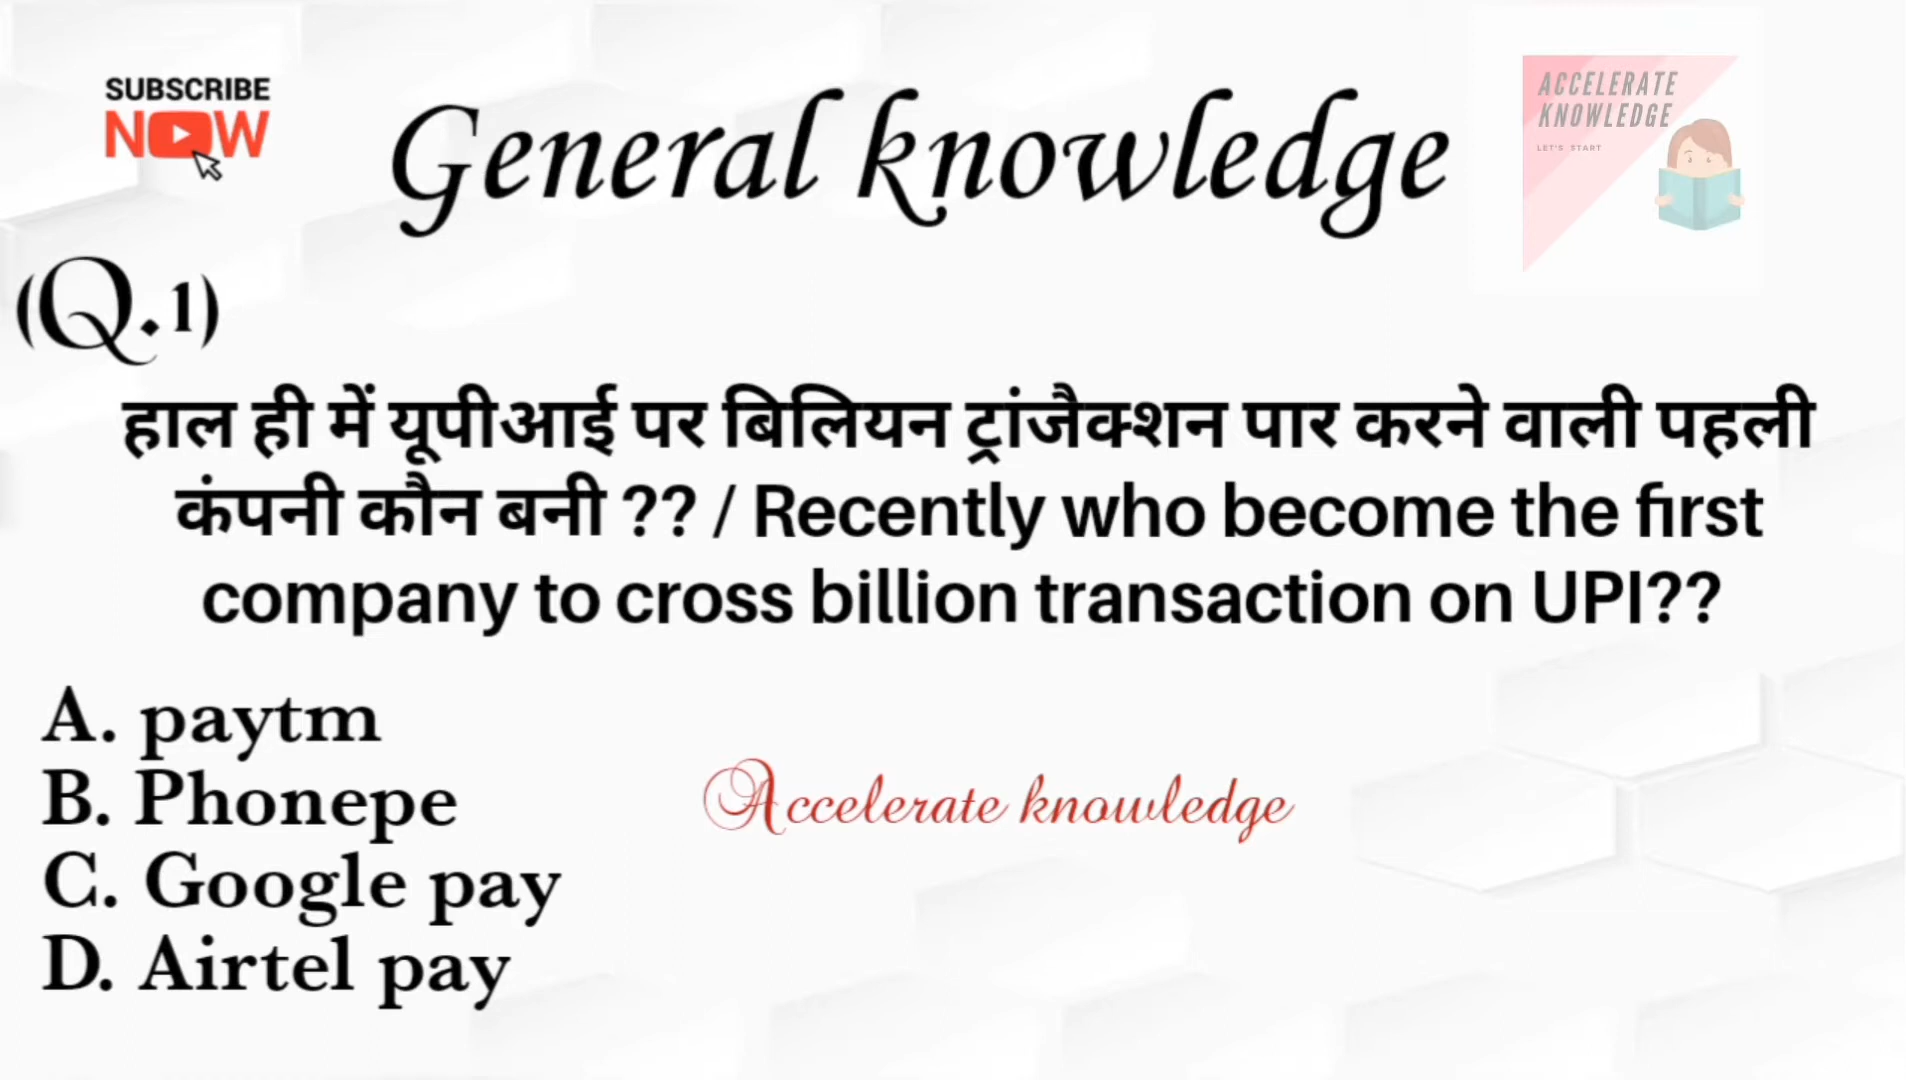 SUBSCRIBE
NOW
General knowledge
ACCELERATE
KNOWLEDGE
LET'S START
(Q.1)
हाल ही में यूपीआई पर बिलियन ट्रांजैक्शन पार करने वाली पहली
कंपनी कौन बनी ?? / Recently who become the first
company to cross billion transaction on UPI??
A. paytm
B. Phonepe
Accelerate knowledge
C. Google pay
D. Airtel pay